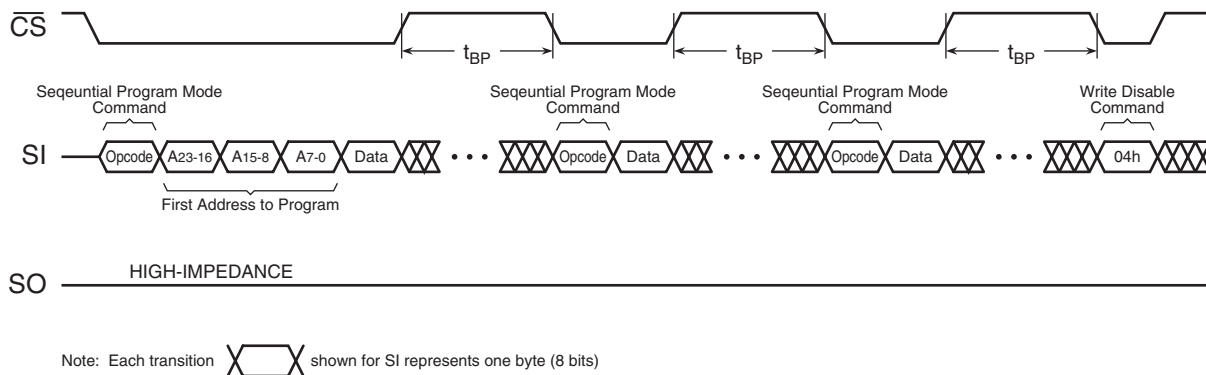 CS
tBP tBP tBP
Seqeuntial Program Mode Command
Seqeuntial Program Mode Command
Seqeuntial Program Mode Command
Write Disable Command
SI Opcode A23-16 A15-8 A7-0 Data • • • Opcode Data • • • Opcode Data • • • 04h
First Address to Program
HIGH-IMPEDANCE
SO
Note: Each transition shown for SI represents one byte (8 bits)